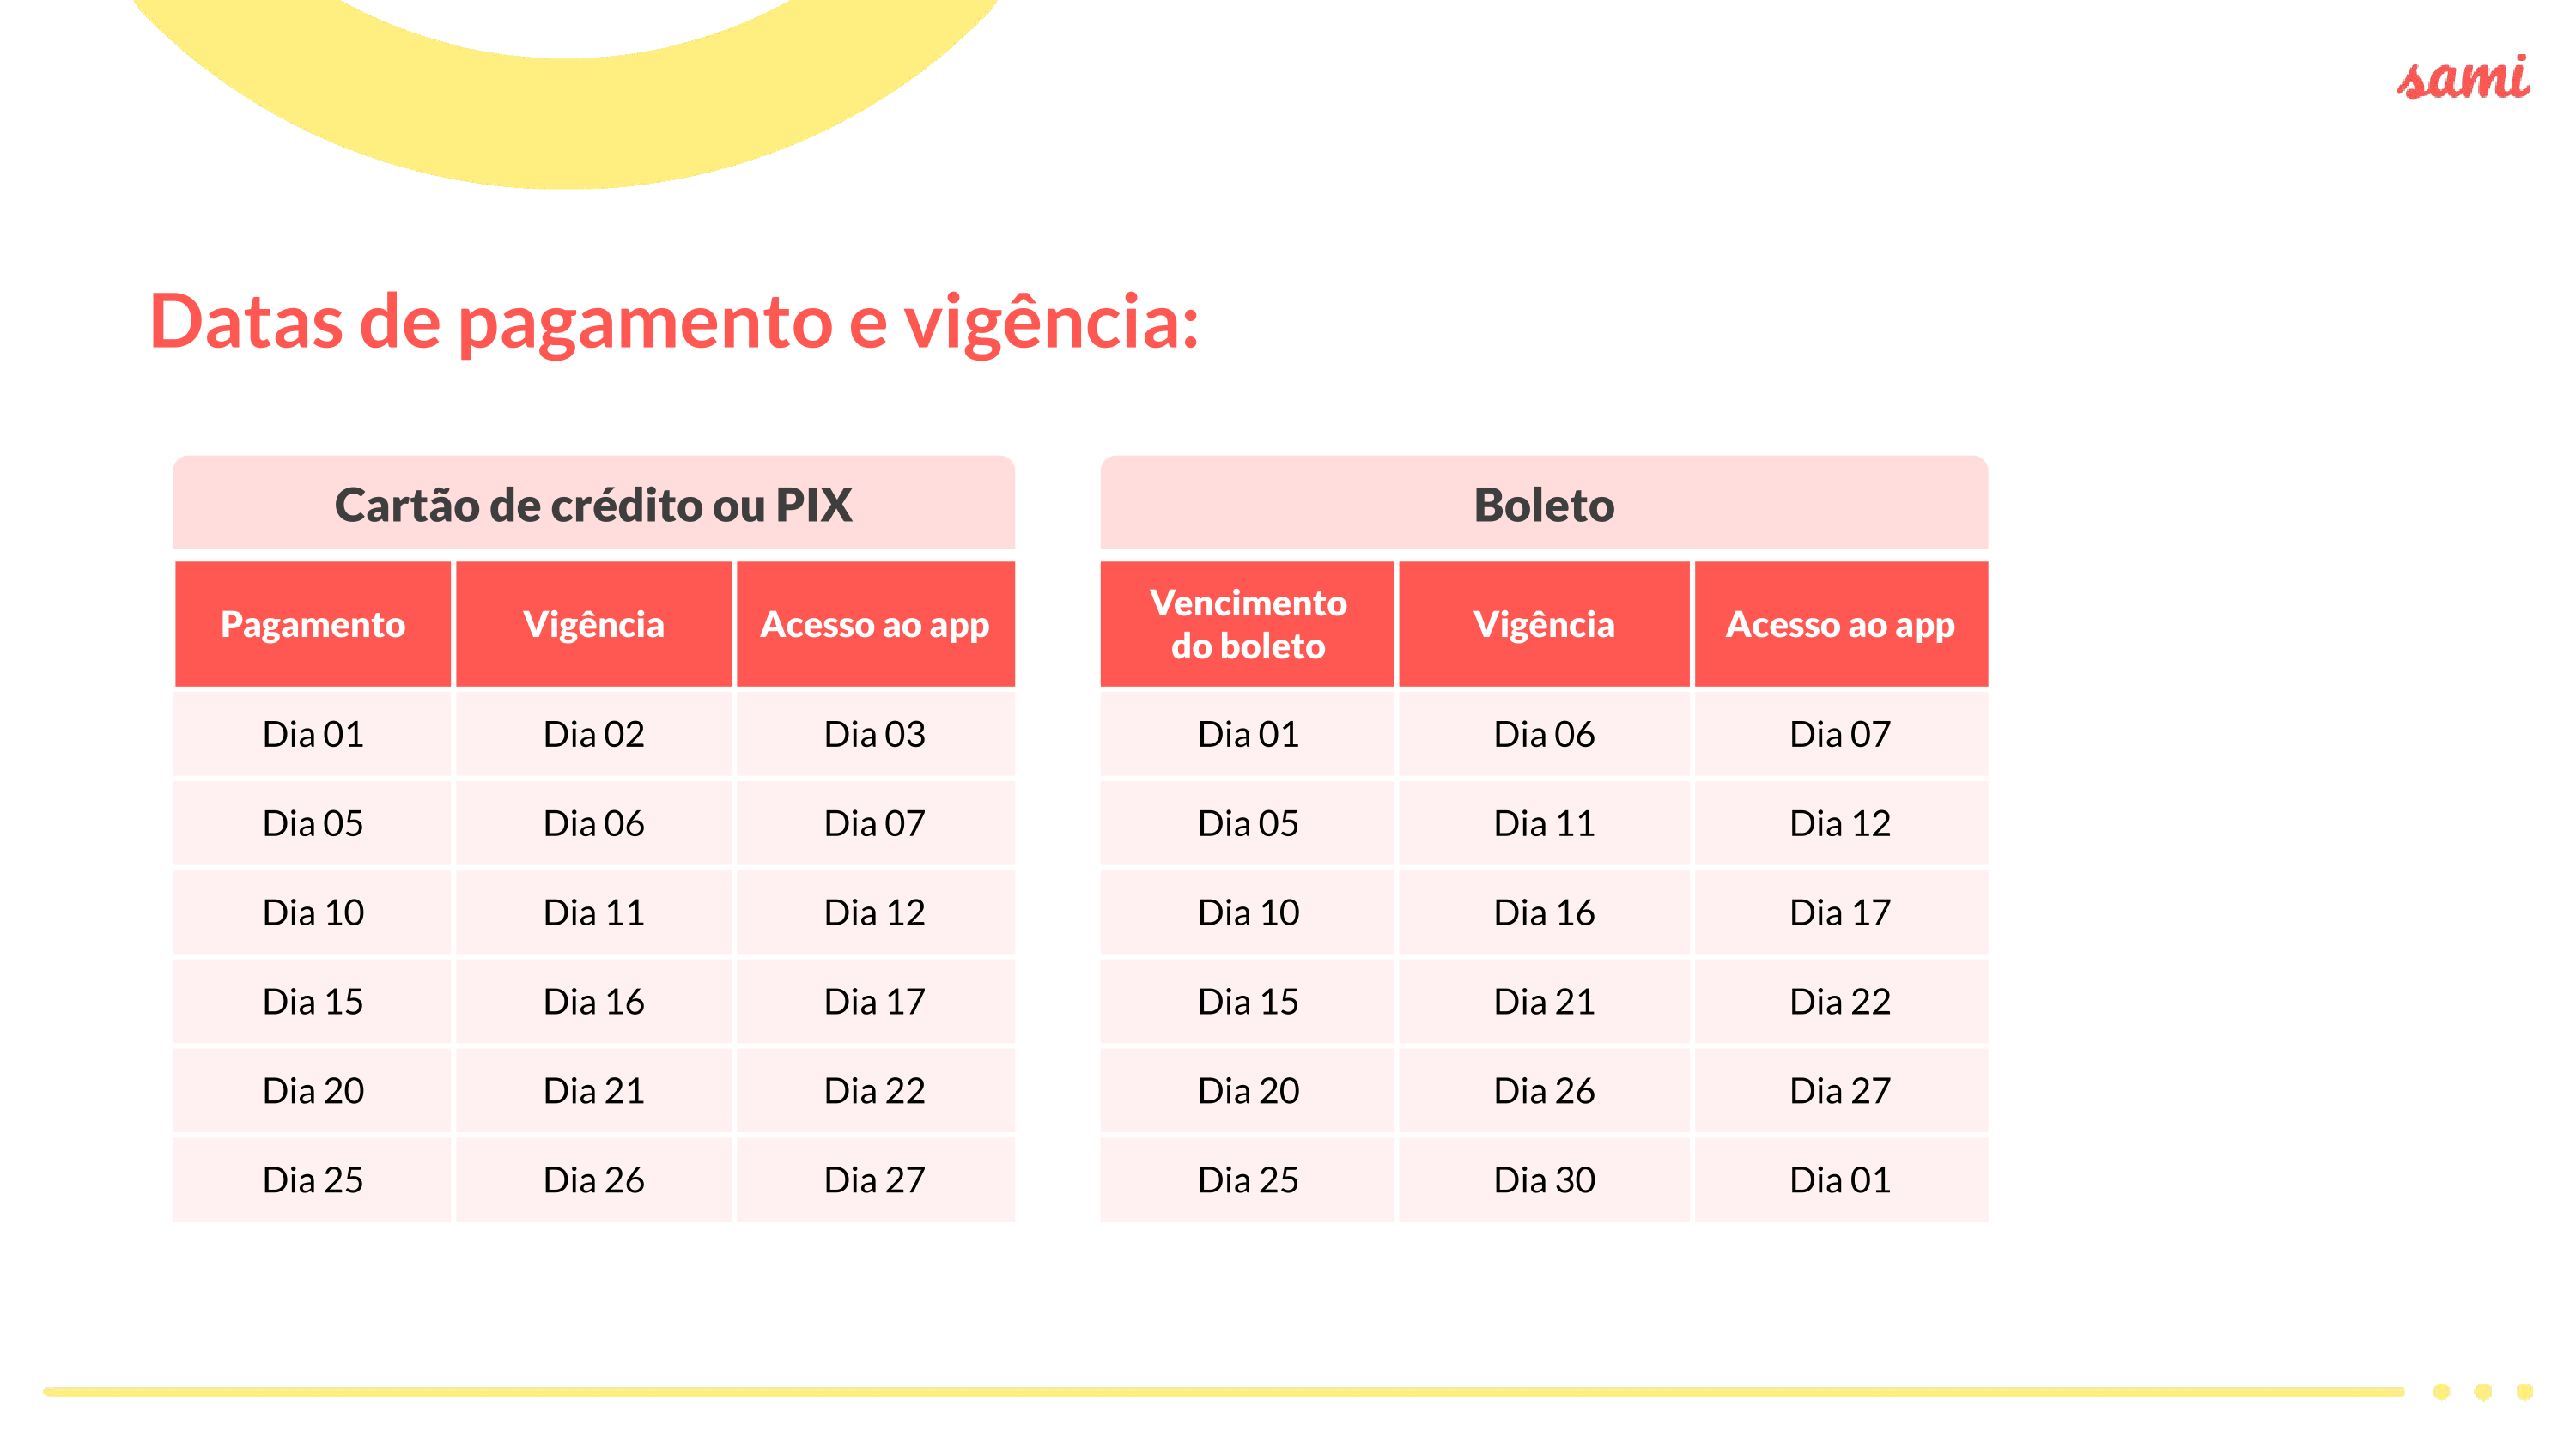 sami
Datas de pagamento e vigência:
Cartão de crédito ou PIX
Pagamento Vigência Acesso ao app
Dia 01 Dia 02 Dia 03
Dia 05 Dia 06 Dia 07
Dia 10 Dia 11 Dia 12
Dia 15 Dia 16 Dia 17
Dia 20 Dia 21 Dia 22
Dia 25 Dia 26 Dia 27
Boleto
Vencimento
do boleto
Vigência Acesso ao app
Dia 01 Dia 06 Dia 07
Dia 05 Dia 11 Dia 12
Dia 10 Dia 16 Dia 17
Dia 15 Dia 21 Dia 22
Dia 20 Dia 26 Dia 27
Dia 25 Dia 30 Dia 01